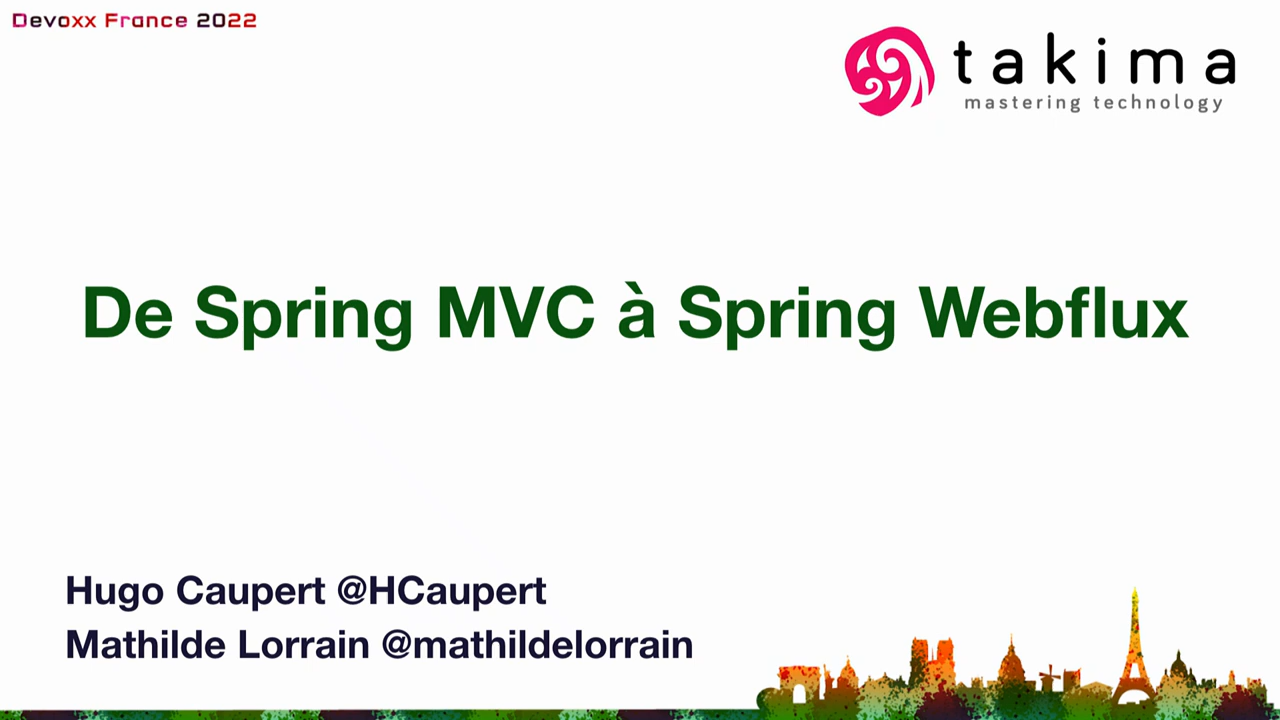 Devoxx France 2022
takima
mastering technology
De Spring MVC à Spring Webflux
Hugo Caupert @HCaupert
Mathilde Lorrain @mathildelorrain